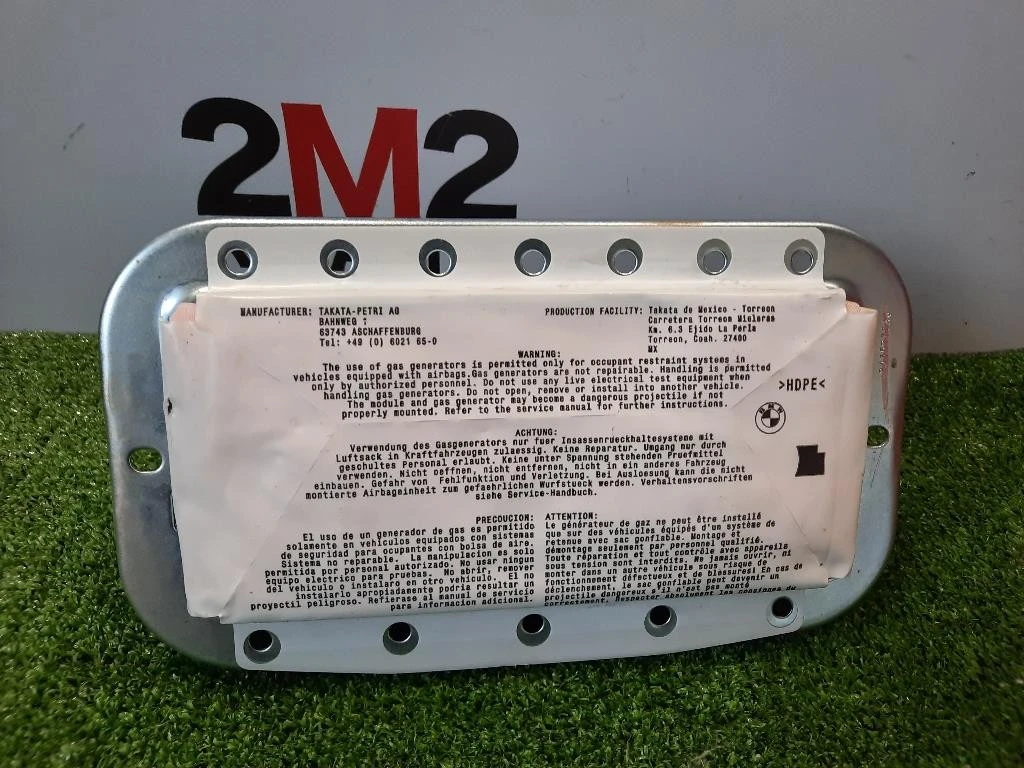 2M2
MANUFACTURER: TAKATA-PETRI AG
BAHNWEG 1
63743 ASCHAFFENBURG
Tel: +49 (0) 6021 65-0
PRODUCTION FACILITY: Takata de Mexico - Torreon
Carretera Torreon Mieleras
Km. 6.3 Ejido La Perla
Torreon, Coah. 27400
MX
WARNING:
The use of gas generators is permitted only for occupant restraint systems in
vehicles equipped with airbags.Gas generators are not repairable. Handling is permitted
only by authorized personnel. Do not use any live electrical test equipment when
handling gas generators. Do not open, remove or install into another vehicle.
The module and gas generator may become a dangerous projectile if not
properly mounted. Refer to the service manual for further instructions.
>HDPE<
BMW
ACHTUNG:
Verwendung des Gasgenerators nur fuer Insassenrueckhaltesysteme mit
Luftsack in Kraftfahrzeugen zulaessig. Keine Reparatur. Umgang nur durch
geschultes Personal erlaubt. Keine unter Spannung stehenden Pruefmittel
verwenden. Nicht oeffnen, nicht entfernen, nicht in ein anderes Fahrzeug
einbauen. Gefahr von Fehlfunktion und Verletzung. Bei Ausloesung kann die nicht
montierte Airbageinheit zum gefaehrlichen Wurfstueck werden. Verhaltensvorschriften
siehe Service-Handbuch.
PRECUCION:
El uso de un generador de gas es permitido
solamente en vehiculos equipados con sistemas
de seguridad para ocupantes con bolsa de aire.
Sistema no reparable. La manipulacion es solo
permitida por personal autorizado. No usar ningun
equipo electrico para pruebas. No abrir, remover
del vehiculo o instalaro en otro vehiculo. El no
instalarlo apropiadamente podria resultar un
proyectil peligroso. Refierase al manual de servicio
para informacion adicional.
ATTENTION:
Le générateur de gaz ne peut être installé
que sur des véhicules équipés d'un système de
retenue avec sac gonflable. Montage et
démontage seulement par personnel qualifié.
Toute réparation et tout contrôle avec appareils
sous tension sont interdits. Ne jamais ouvrir, ni
monter dans un autre véhicule sous risque de
fonctionnement défectueux et de Blessures! En cas de
déclenchement, le sac gonflable peut devenir un
projectile dangereux s'il n'est pas monté
correctement. Respecter absolument les consignes du